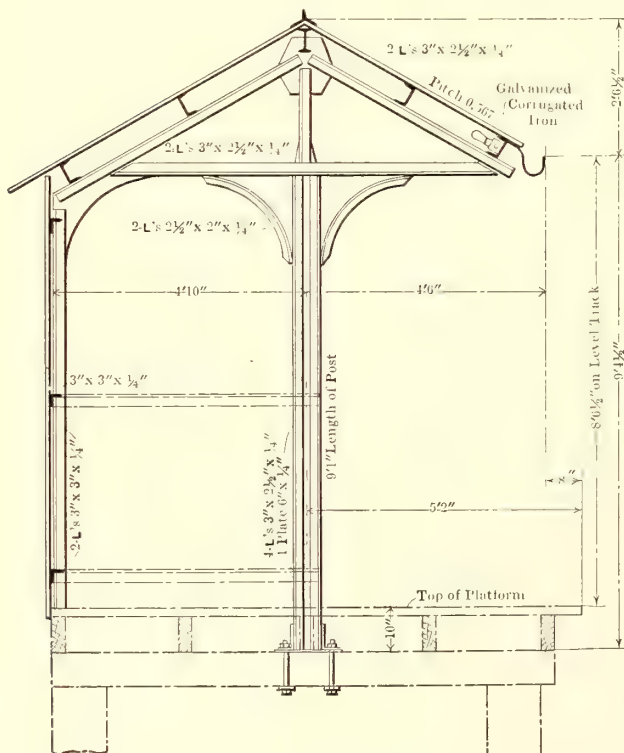 2 L's 3" x 2½" x ¼"
Pitch 0.567
Galvanized
Corrugated
Iron
2'6½"
2-L's 3" x 2½" x ¼"
2-L's 2½" x 2" x ¼"
4'10"
4'6"
8'0½" on Level Track
9'4½"
3" x 3" x ¼"
9'1" Length of Post
2-L's 3" x 3" x ¼"
4-L's 3" x 2½" x ¼"
1 Plate 6" x ¼"
5'2"
Top of Platform
10"